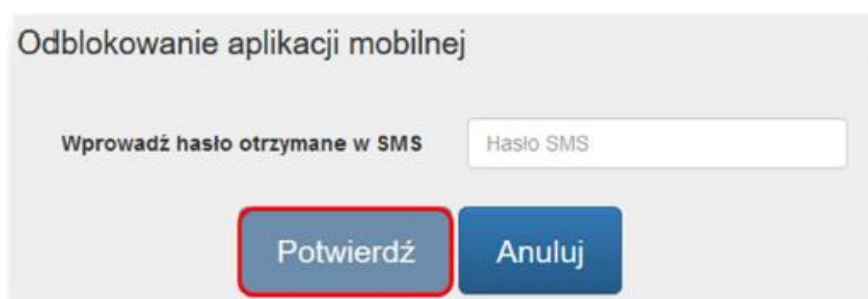 Odblokowanie aplikacji mobilnej
Wprowadź hasło otrzymane w SMS
Hasło SMS
Potwierdź Anuluj